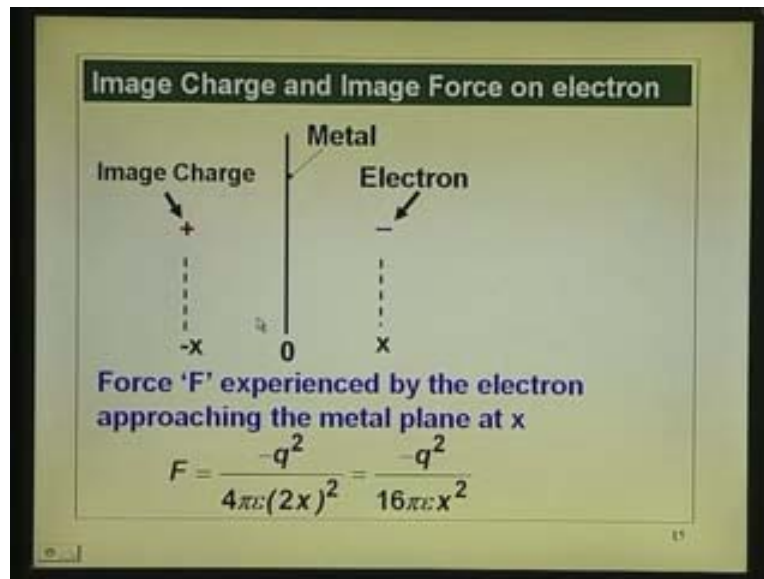 Image Charge and Image Force on electron
Metal
Image Charge
Electron
+
−
-x
0
x
Force 'F' experienced by the electron
approaching the metal plane at x
F = -q² / 4πε(2x)² = -q² / 16πεx²
15